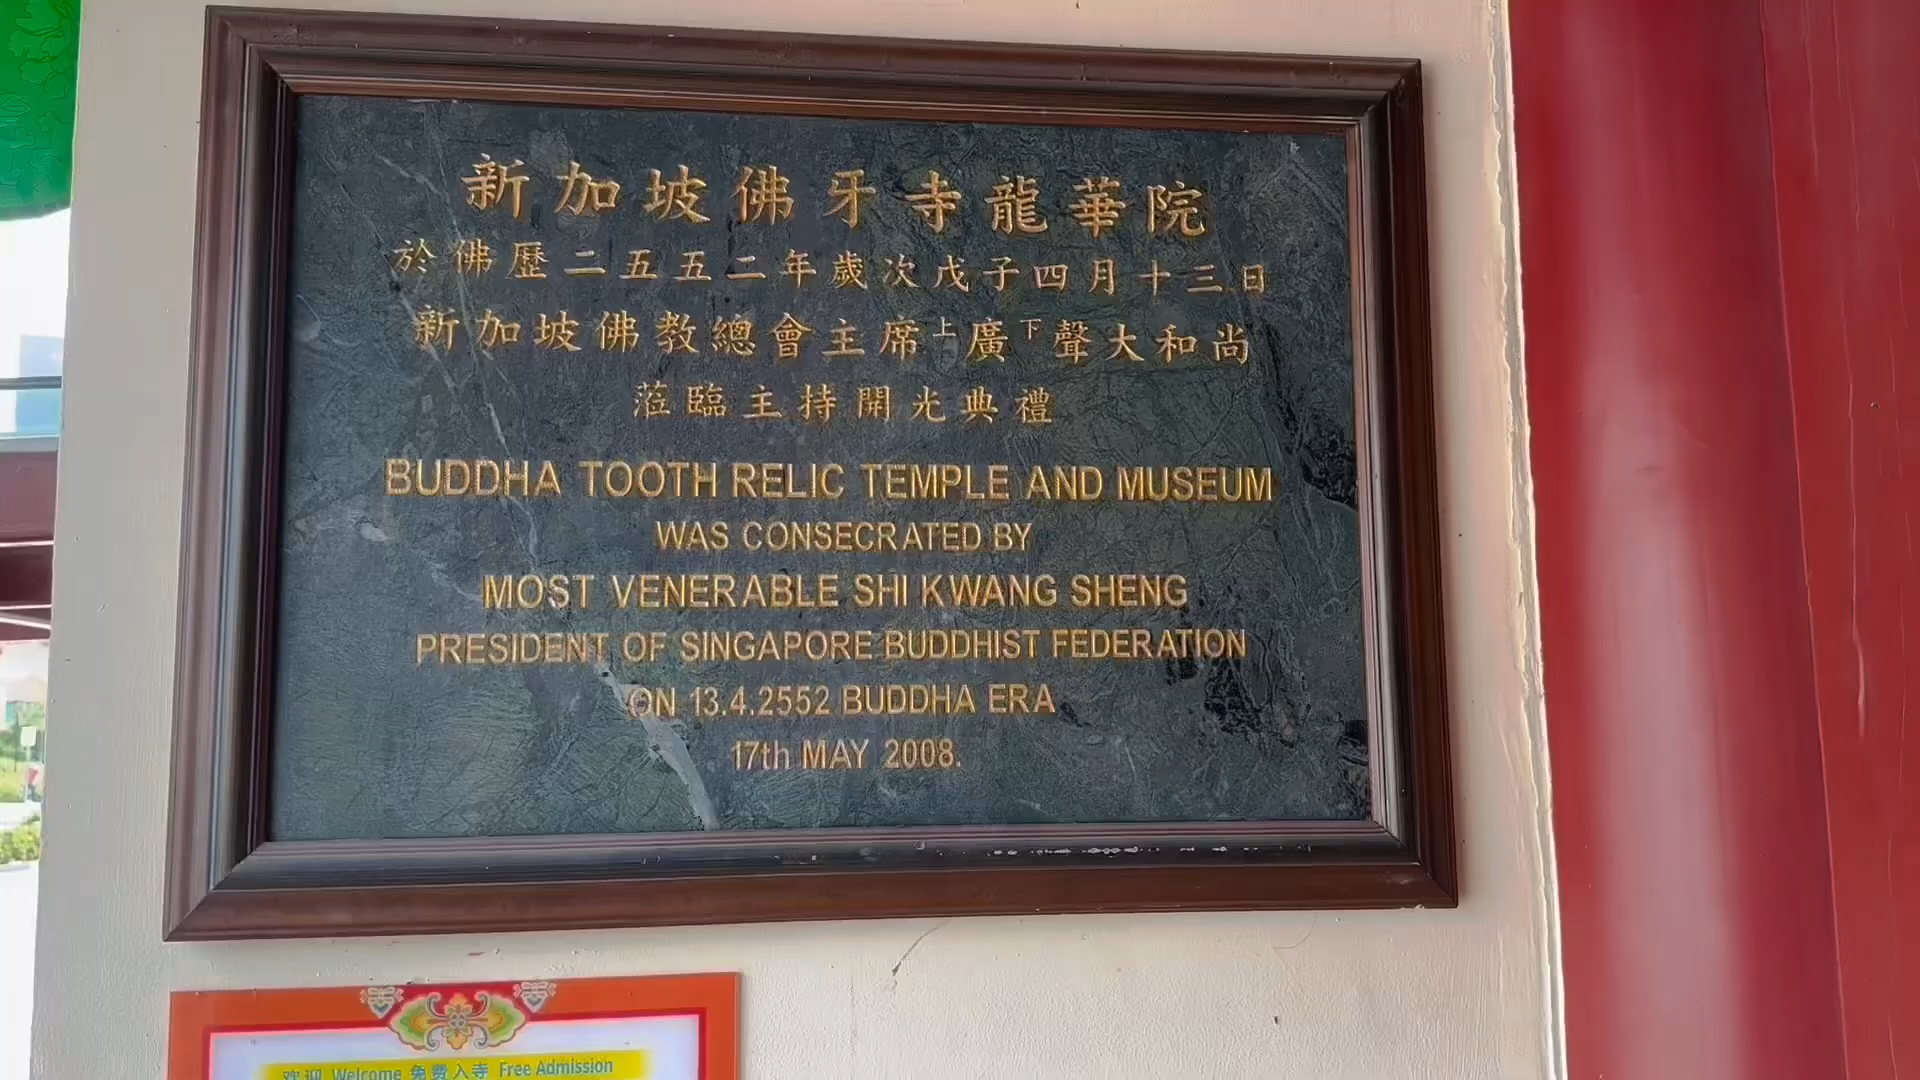 新加坡佛牙寺龍華院
於佛歷二五五二年歲次戊子四月十三日
新加坡佛教總會主席上廣下聲大和尚
蒞臨主持開光典禮
BUDDHA TOOTH RELIC TEMPLE AND MUSEUM
WAS CONSECRATED BY
MOST VENERABLE SHI KWANG SHENG
PRESIDENT OF SINGAPORE BUDDHIST FEDERATION
ON 13.4.2552 BUDDHA ERA
17th MAY 2008.
欢迎 Welcome 免费入寺 Free Admission